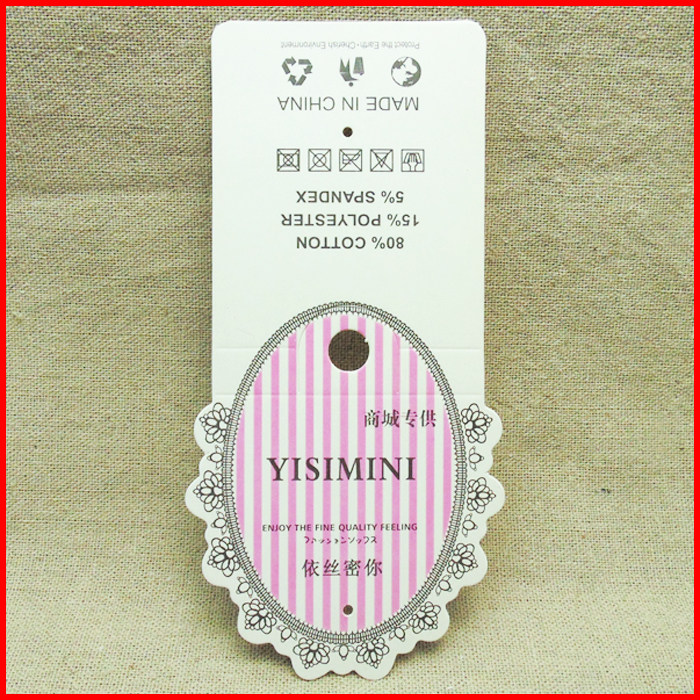 Protect the Earth·Cherish Environment
MADE IN CHINA
5% SPANDEX
15% POLYESTER
80% COTTON
商城专供
YISIMINI
ENJOY THE FINE QUALITY FEELING
ファッションソックス
依丝密你